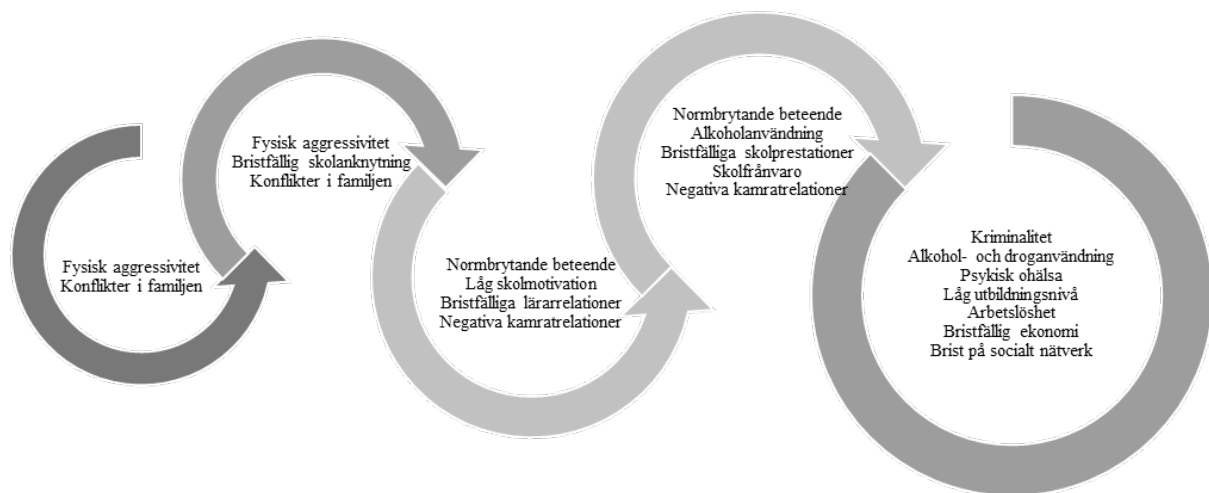 Fysisk aggressivitet
Konflikter i familjen
Fysisk aggressivitet
Bristfällig skolanknytning
Konflikter i familjen
Normbrytande beteende
Låg skolmotivation
Bristfälliga lärarrelationer
Negativa kamratrelationer
Normbrytande beteende
Alkoholanvändning
Bristfälliga skolprestationer
Skolfrånvaro
Negativa kamratrelationer
Kriminalitet
Alkohol- och droganvändning
Psykisk ohälsa
Låg utbildningsnivå
Arbetslöshet
Bristfällig ekonomi
Brist på socialt nätverk